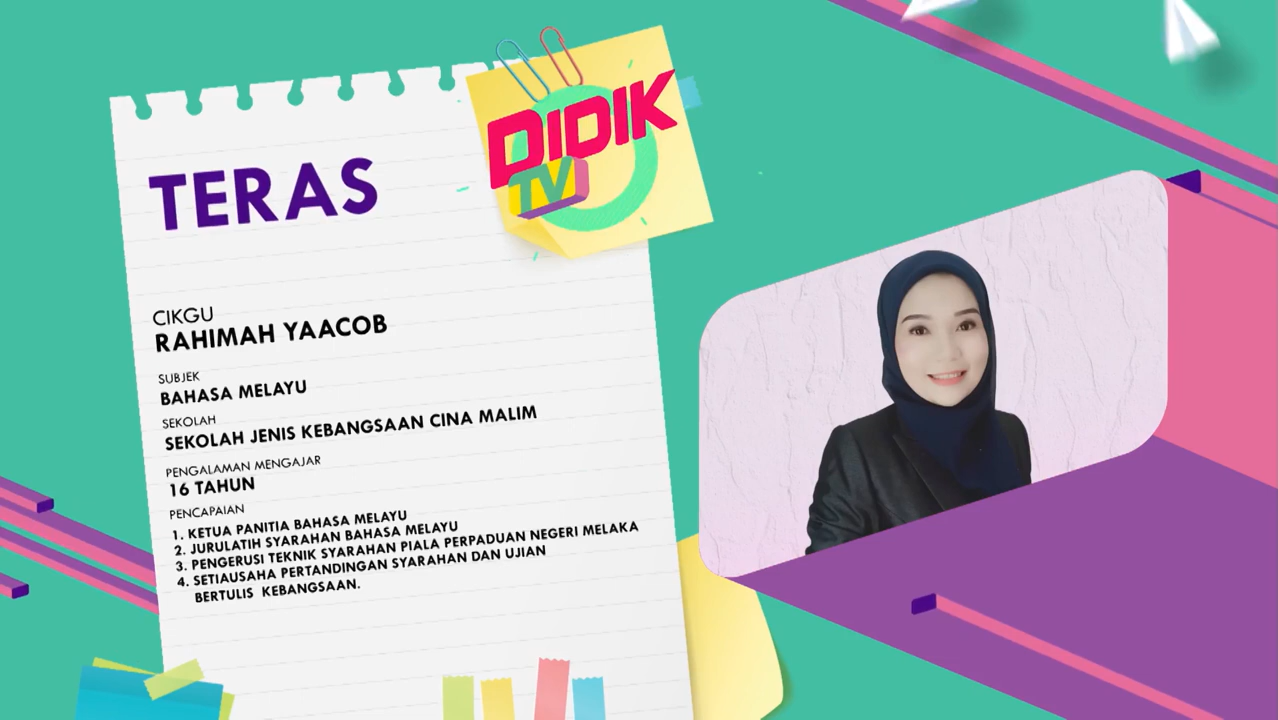 DIDIK
TV
TERAS
CIKGU
RAHIMAH YAACOB
SUBJEK
BAHASA MELAYU
SEKOLAH
SEKOLAH JENIS KEBANGSAAN CINA MALIM
PENGALAMAN MENGAJAR
16 TAHUN
PENCAPAIAN
1. KETUA PANITIA BAHASA MELAYU
2. JURULATIH SYARAHAN BAHASA MELAYU
3. PENGERUSI TEKNIK SYARAHAN PIALA PERPADUAN NEGERI MELAKA
4. SETIAUSAHA PERTANDINGAN SYARAHAN DAN UJIAN
BERTULIS KEBANGSAAN.